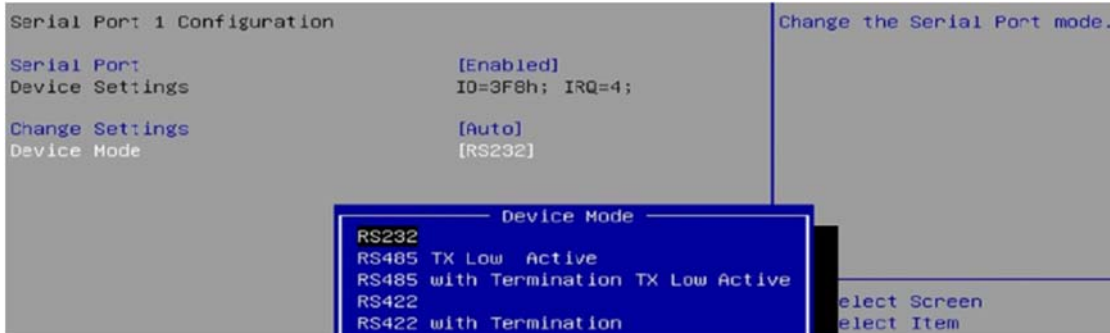 Serial Port 1 Configuration
Change the Serial Port mode.
Serial Port [Enabled]
Device Settings IO=3F8h; IRQ=4;
Change Settings [Auto]
Device Mode [RS232]
Device Mode
RS232
RS485 TX Low Active
RS485 with Termination TX Low Active
RS422
RS422 with Termination
elect Screen
elect Item